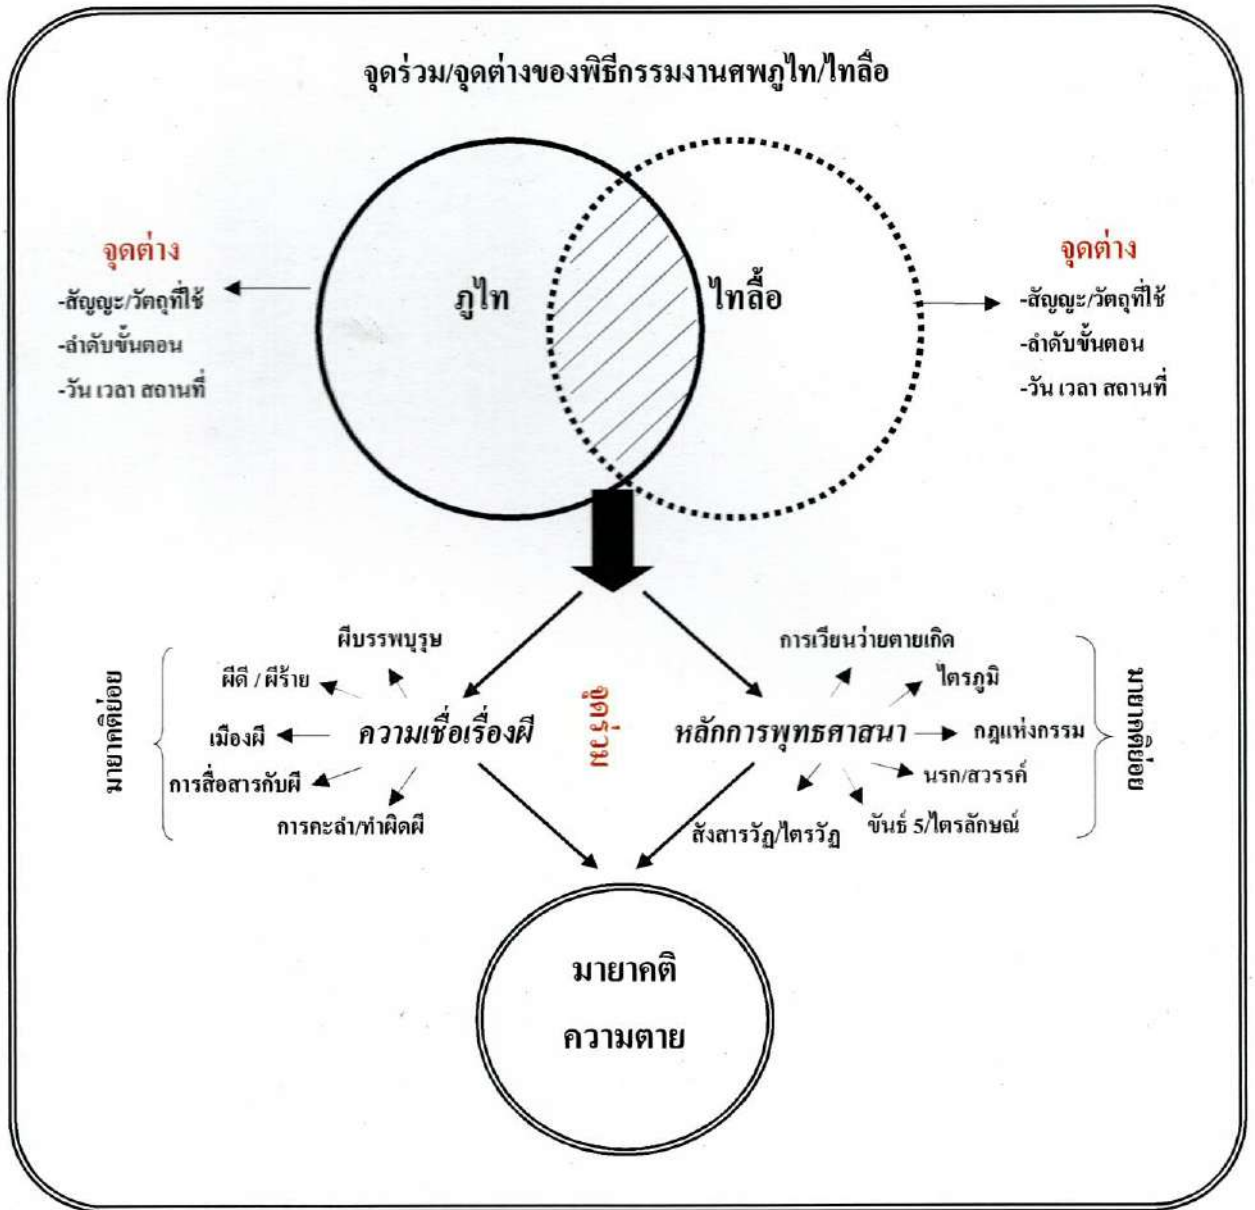 จุดร่วม/จุดต่างของพิธีกรรมงานศพภูไท/ไทลื้อ
จุดต่าง
-สัญญะ/วัตถุที่ใช้
-ลำดับขั้นตอน
-วัน เวลา สถานที่
ภูไท
ไทลื้อ
จุดต่าง
-สัญญะ/วัตถุที่ใช้
-ลำดับขั้นตอน
-วัน เวลา สถานที่
มายาคติย่อย
ผีบรรพบุรุษ
ผีดี / ผีร้าย
เมืองผี
การสื่อสารกับผี
การคะลำ/ทำผิดผี
ความเชื่อเรื่องผี
จุดร่วม
หลักการพุทธศาสนา
การเวียนว่ายตายเกิด
ไตรภูมิ
กฎแห่งกรรม
นรก/สวรรค์
ขันธ์ 5/ไตรลักษณ์
สังสารวัฏ/ไตรวัฏ
มายาคติย่อย
มายาคติ
ความตาย